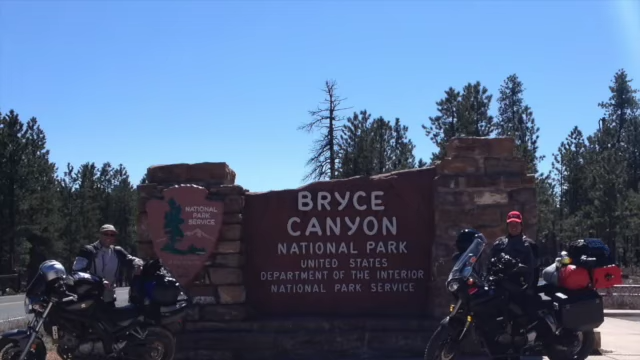 NATIONAL
PARK
SERVICE
BRYCE
CANYON
NATIONAL PARK
UNITED STATES
DEPARTMENT OF THE INTERIOR
NATIONAL PARK SERVICE